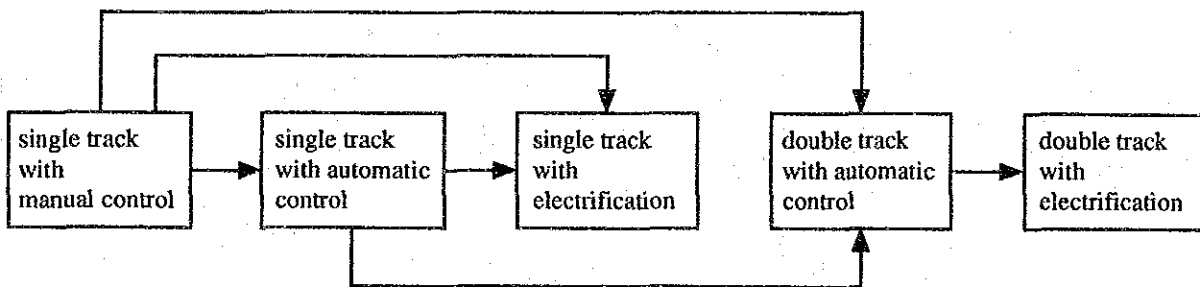 single track
with
manual control
single track
with automatic
control
single track
with
electrification
double track
with automatic
control
double track
with
electrification